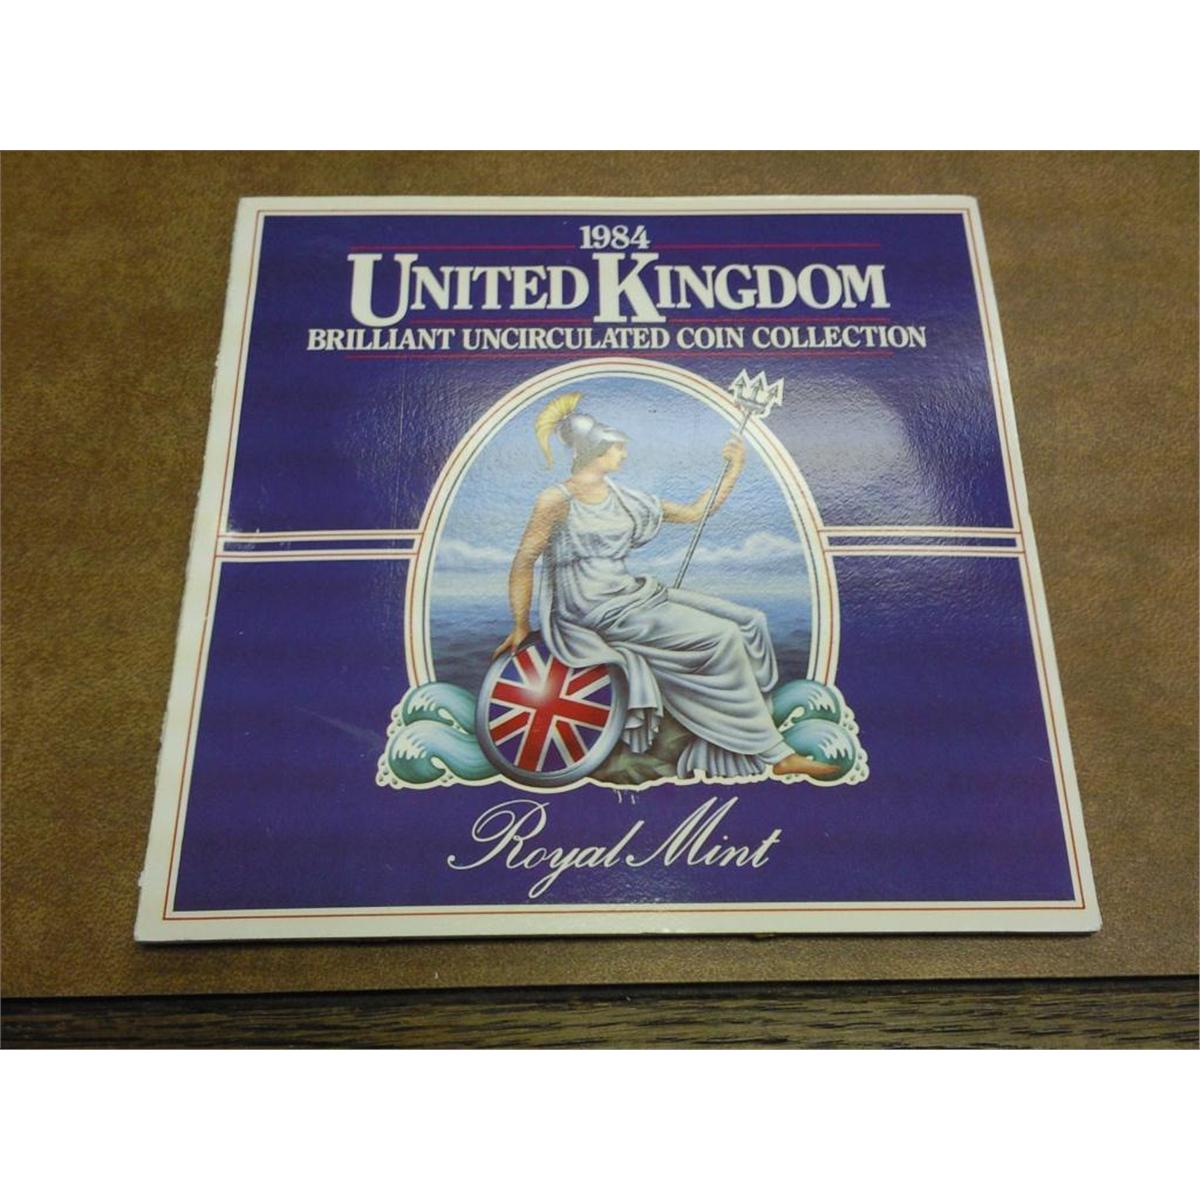 1984
UNITED KINGDOM
BRILLIANT UNCIRCULATED COIN COLLECTION
Royal Mint